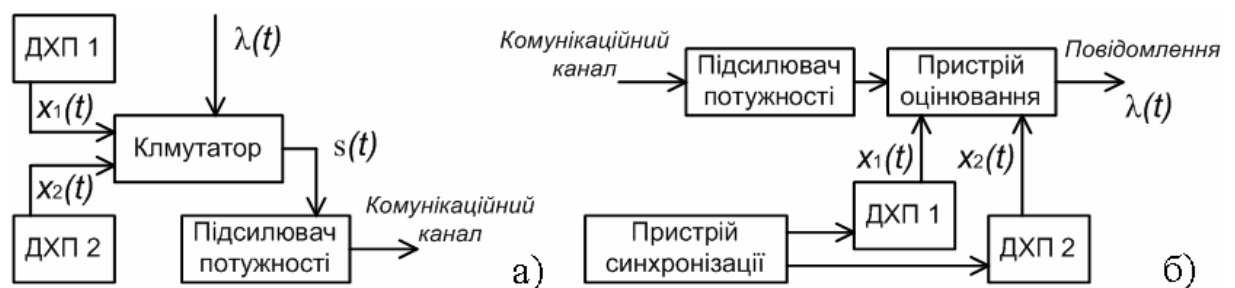 ДХП 1
λ(t)
x₁(t)
Клмутатор
s(t)
x₂(t)
ДХП 2
Підсилювач
потужності
Комунікаційний
канал
а)
Комунікаційний
канал
Підсилювач
потужності
Пристрій
оцінювання
Повідомлення
λ(t)
x₁(t)
x₂(t)
ДХП 1
Пристрій
синхронізації
ДХП 2
б)